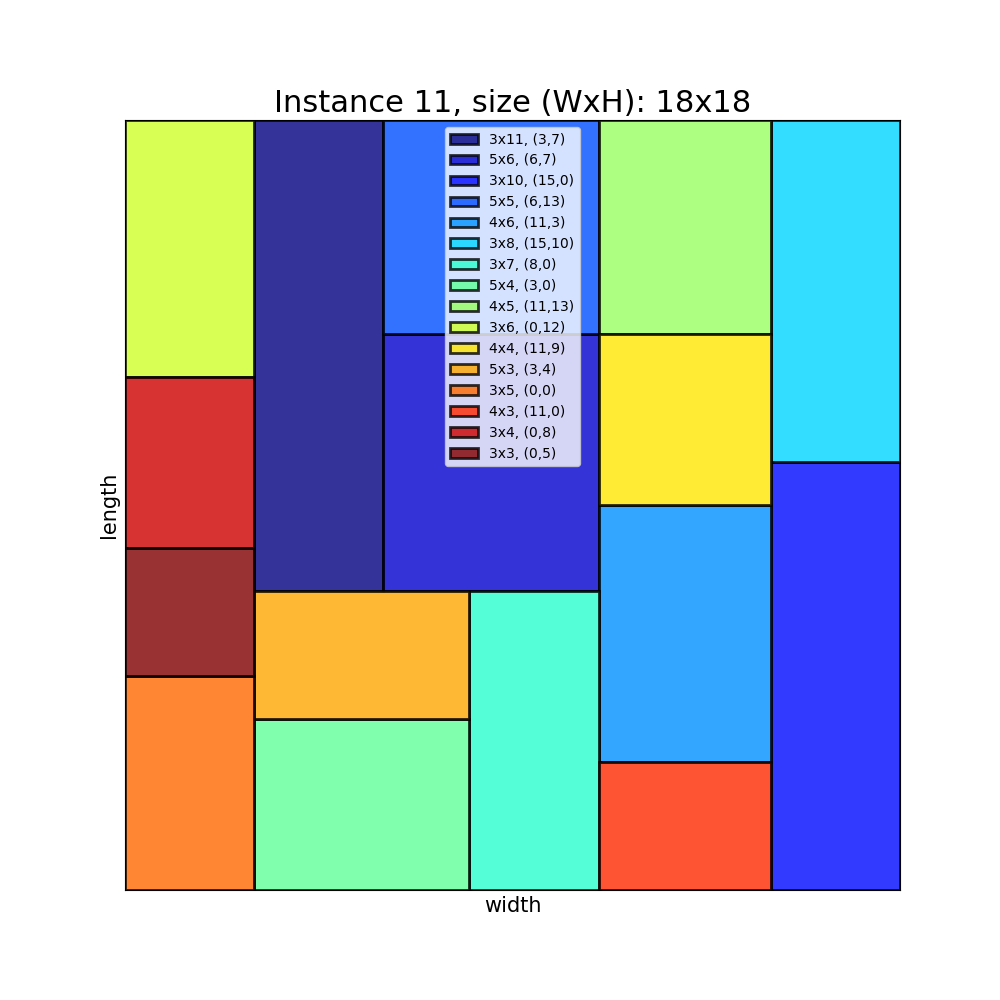 Instance 11, size (WxH): 18x18
3x11, (3,7)
5x6, (6,7)
3x10, (15,0)
5x5, (6,13)
4x6, (11,3)
3x8, (15,10)
3x7, (8,0)
5x4, (3,0)
4x5, (11,13)
3x6, (0,12)
4x4, (11,9)
5x3, (3,4)
3x5, (0,0)
4x3, (11,0)
3x4, (0,8)
3x3, (0,5)
length
width